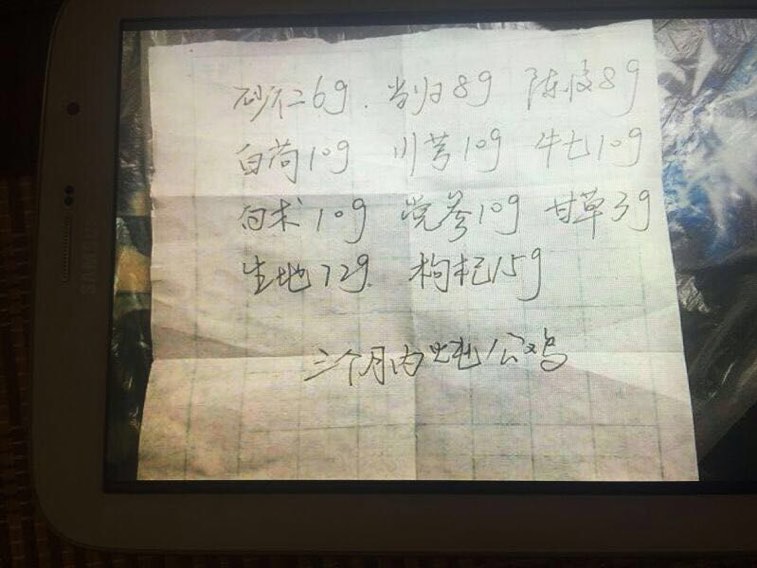 砂仁6g. 当归8g 陈皮8g
白芍10g 川芎10g 牛七10g
白术10g 党参10g 甘草3g
生地12g. 枸杞15g
三个月内炖公鸡
SAMSUNG